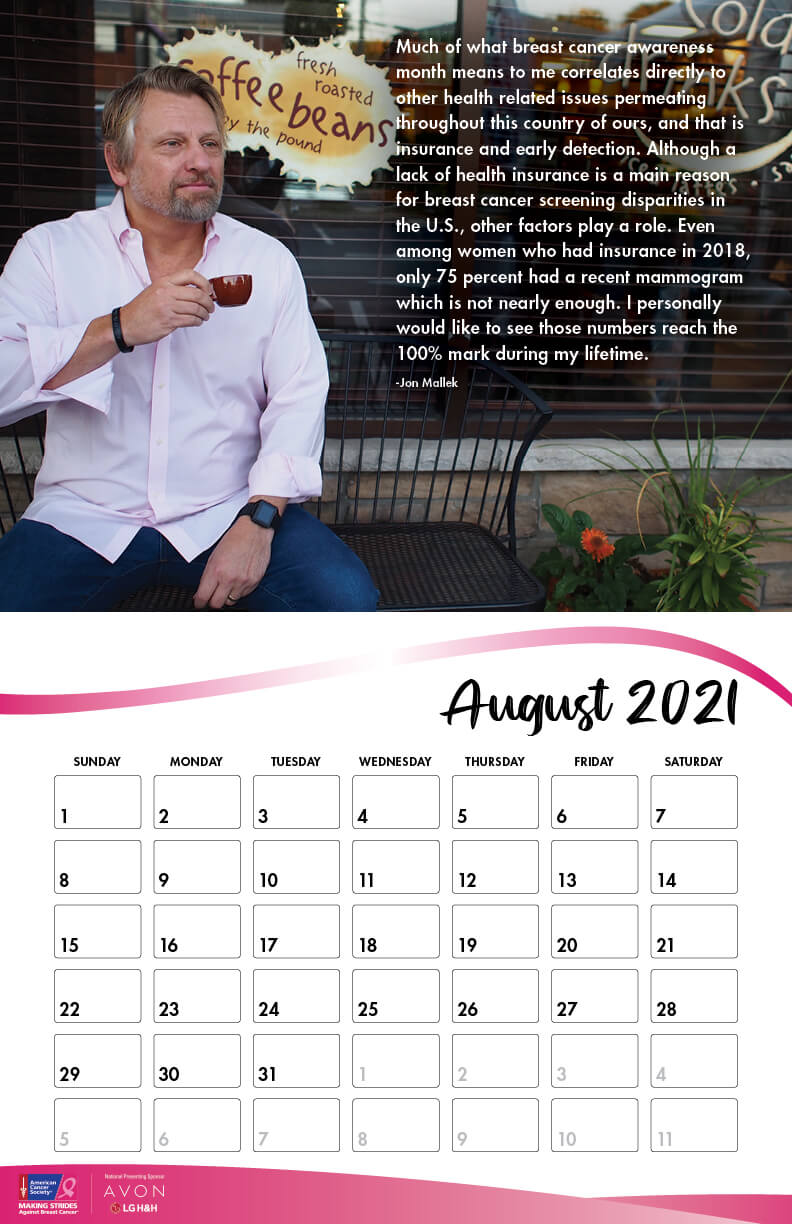 Much of what breast cancer awareness
month means to me correlates directly to
other health related issues permeating
throughout this country of ours, and that is
insurance and early detection. Although a
lack of health insurance is a main reason
for breast cancer screening disparities in
the U.S., other factors play a role. Even
among women who had insurance in 2018,
only 75 percent had a recent mammogram
which is not nearly enough. I personally
would like to see those numbers reach the
100% mark during my lifetime.
-Jon Mallek
fresh
roasted
coffee
beans
by the pound
August 2021
SUNDAY MONDAY TUESDAY WEDNESDAY THURSDAY FRIDAY SATURDAY
1 2 3 4 5 6 7
8 9 10 11 12 13 14
15 16 17 18 19 20 21
22 23 24 25 26 27 28
29 30 31 1 2 3 4
5 6 7 8 9 10 11
American
Cancer
Society
MAKING STRIDES
Against Breast Cancer
National Presenting Sponsor
AVON
LG H&H